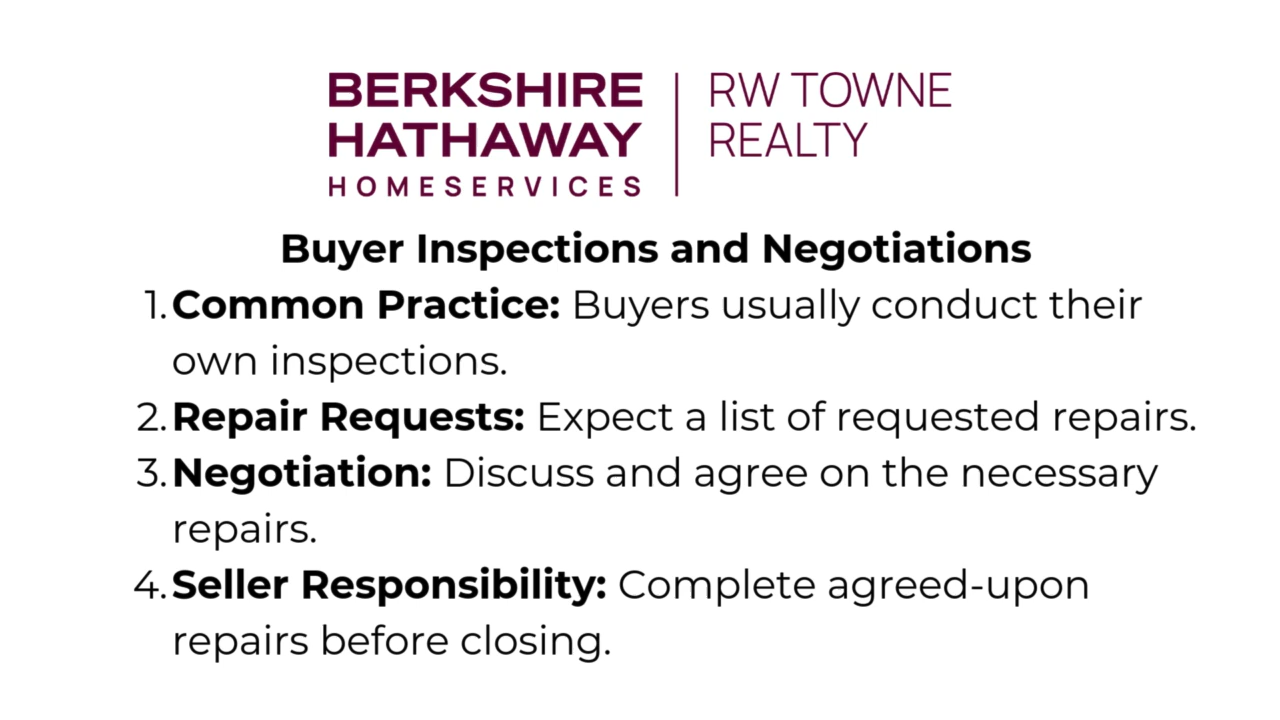 BERKSHIRE
HATHAWAY
HOMESERVICES
RW TOWNE
REALTY
Buyer Inspections and Negotiations
1. Common Practice: Buyers usually conduct their
own inspections.
2. Repair Requests: Expect a list of requested repairs.
3. Negotiation: Discuss and agree on the necessary
repairs.
4. Seller Responsibility: Complete agreed-upon
repairs before closing.